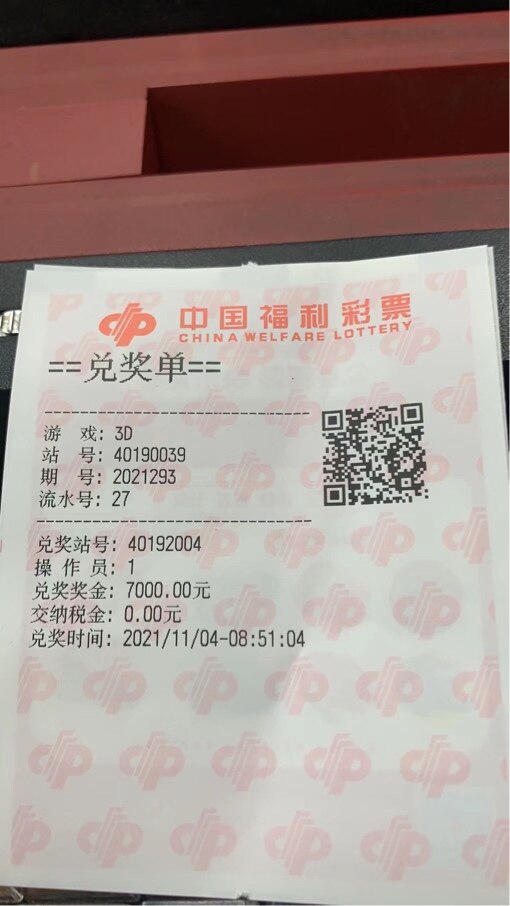 中国福利彩票
CHINA WELFARE LOTTERY
==兑奖单==
游 戏: 3D
站 号: 40190039
期 号: 2021293
流水号: 27
兑奖站号: 40192004
操 作 员: 1
兑奖奖金: 7000.00元
交纳税金: 0.00元
兑奖时间: 2021/11/04-08:51:04